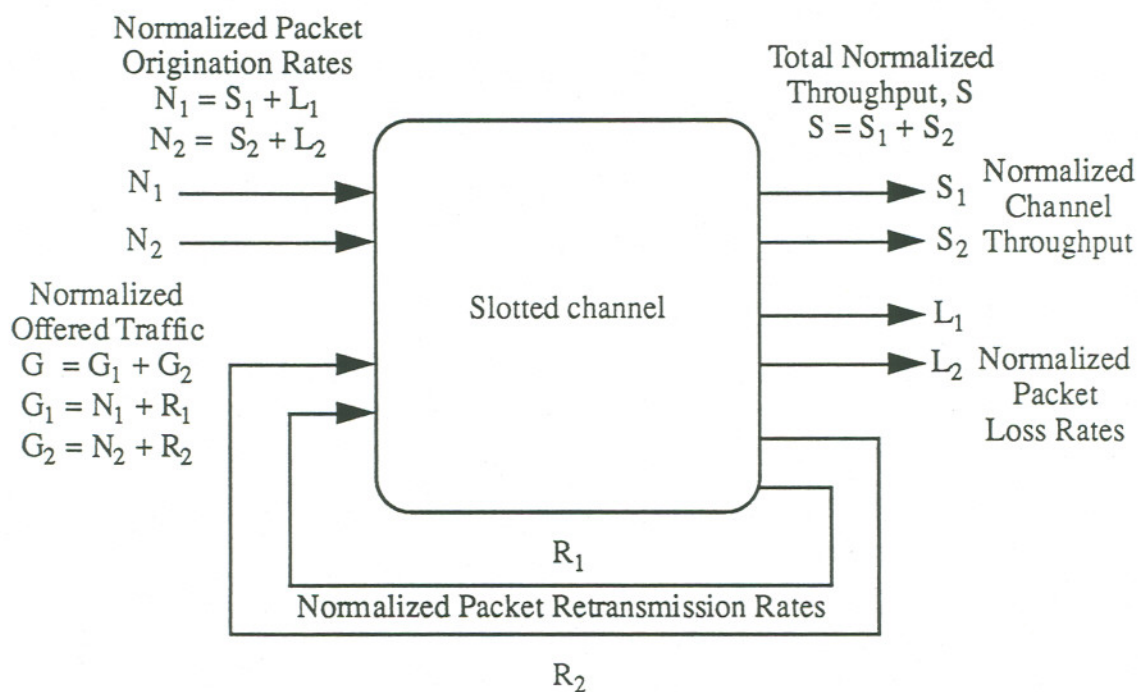 Normalized Packet
Origination Rates
N₁ = S₁ + L₁
N₂ = S₂ + L₂
N₁
N₂
Normalized
Offered Traffic
G = G₁ + G₂
G₁ = N₁ + R₁
G₂ = N₂ + R₂
Slotted channel
Total Normalized
Throughput, S
S = S₁ + S₂
S₁ Normalized
Channel
S₂ Throughput
L₁
L₂ Normalized
Packet
Loss Rates
R₁
Normalized Packet Retransmission Rates
R₂